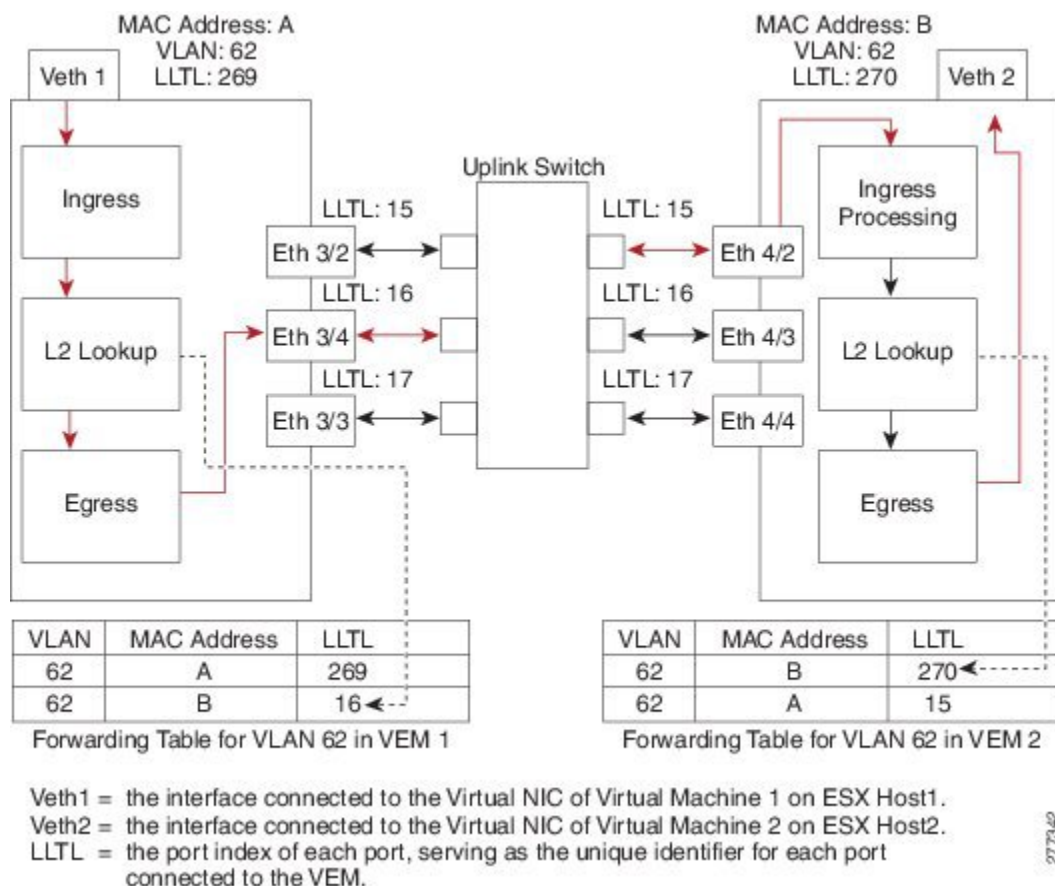 MAC Address: A
VLAN: 62
LLTL: 269
Veth 1
MAC Address: B
VLAN: 62
LLTL: 270
Veth 2
Ingress
L2 Lookup
Egress
Uplink Switch
LLTL: 15
Eth 3/2
LLTL: 16
Eth 3/4
LLTL: 17
Eth 3/3
LLTL: 15
Eth 4/2
LLTL: 16
Eth 4/3
LLTL: 17
Eth 4/4
Ingress
Processing
L2 Lookup
Egress
VLAN MAC Address LLTL
62 A 269
62 B 16
Forwarding Table for VLAN 62 in VEM 1
VLAN MAC Address LLTL
62 B 270
62 A 15
Forwarding Table for VLAN 62 in VEM 2
Veth1 = the interface connected to the Virtual NIC of Virtual Machine 1 on ESX Host1.
Veth2 = the interface connected to the Virtual NIC of Virtual Machine 2 on ESX Host2.
LLTL = the port index of each port, serving as the unique identifier for each port
connected to the VEM.
277342